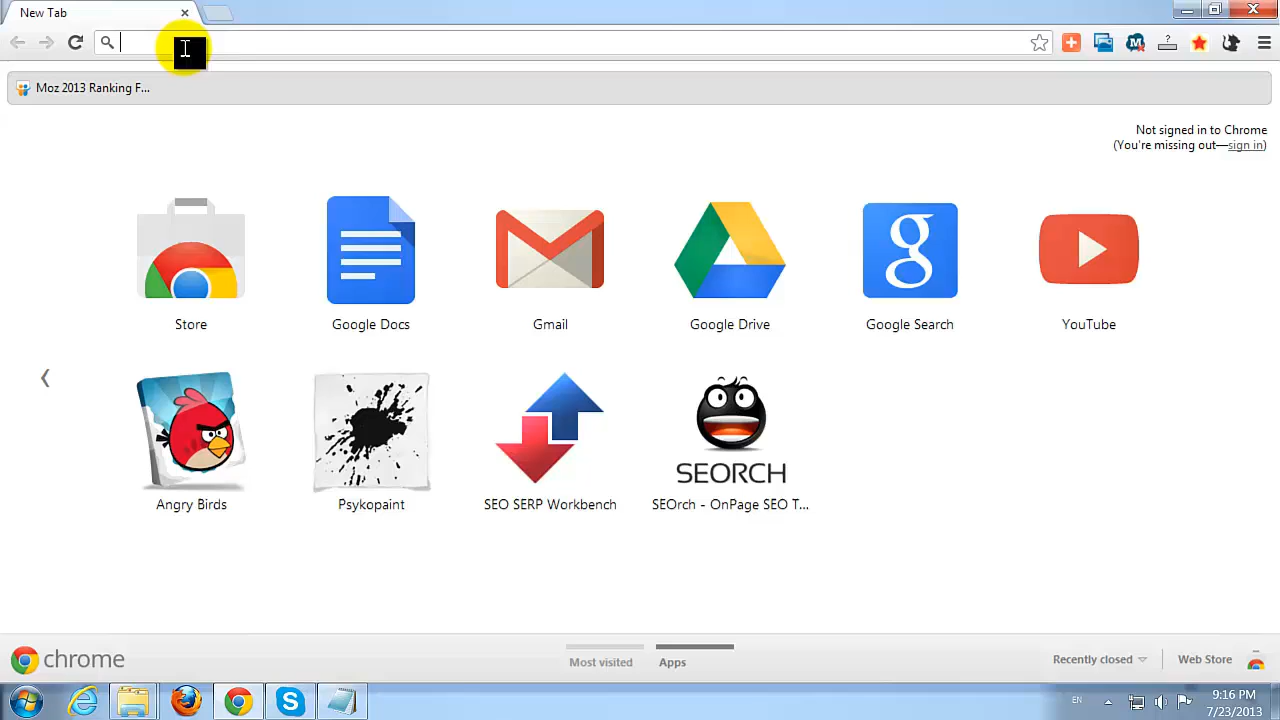 New Tab
Moz 2013 Ranking F...
Not signed in to Chrome
(You're missing out—sign in)
Store
Google Docs
Gmail
Google Drive
Google Search
YouTube
Angry Birds
Psykopaint
SEO SERP Workbench
SEORCH
SEOrch - OnPage SEO T...
chrome
Most visited
Apps
Recently closed
Web Store
EN
9:16 PM
7/23/2013